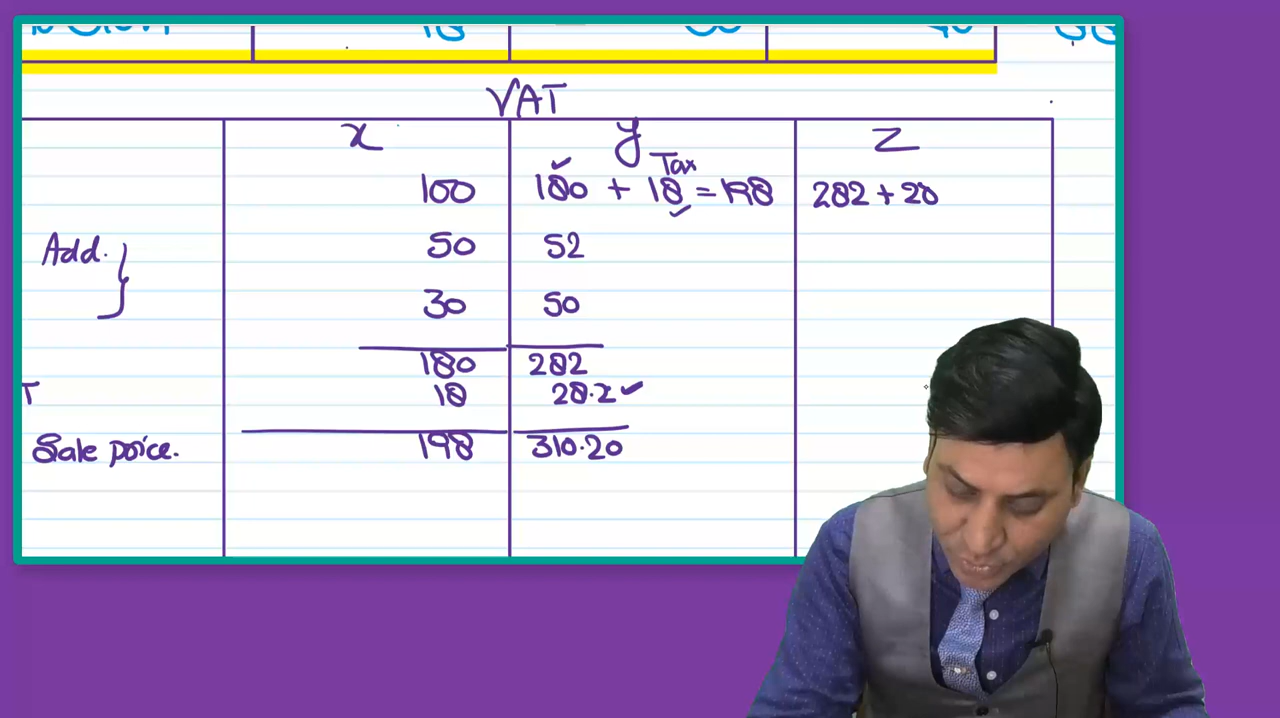 VAT
x y z
Tax
100 180 + 18 = 198 282 + 28
Add. 50 52
30 50
180 282
T 18 28.2
Sale price. 198 310.20